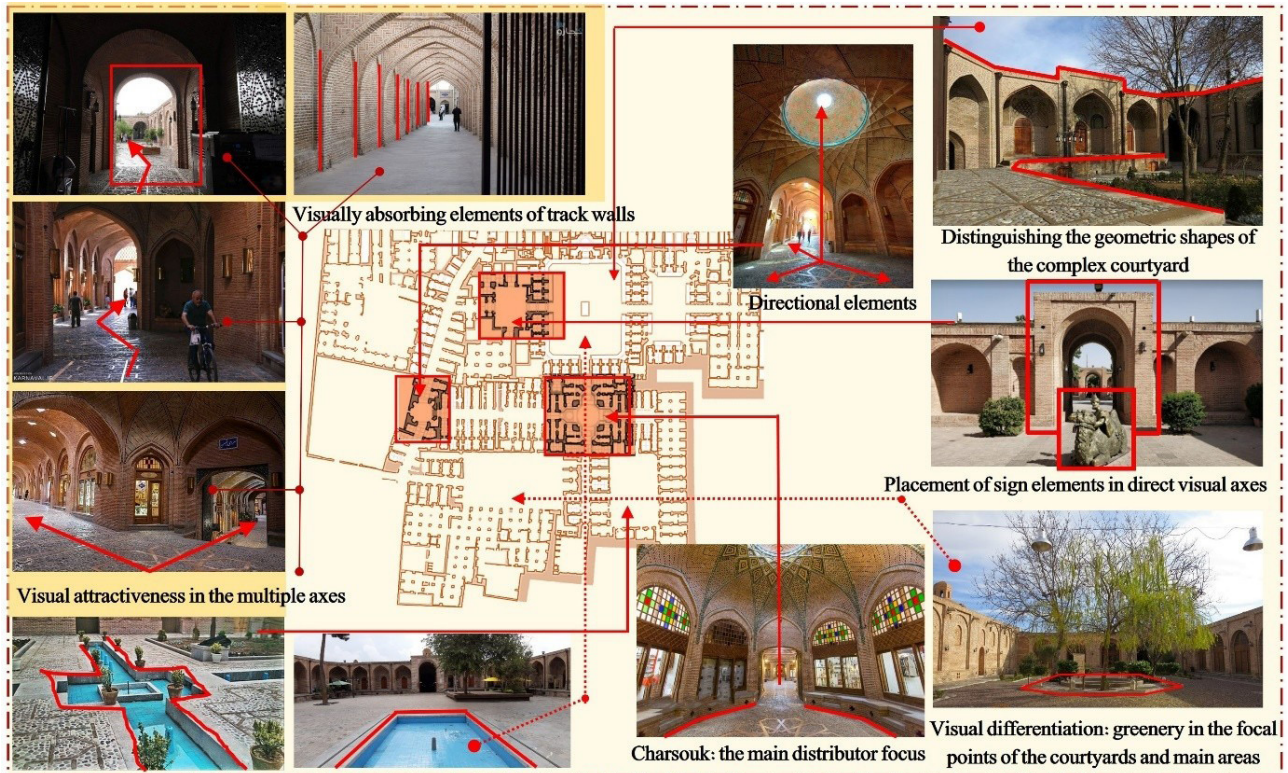 Visually absorbing elements of track walls
Directional elements
Distinguishing the geometric shapes of
the complex courtyard
Placement of sign elements in direct visual axes
Visual attractiveness in the multiple axes
Charsouk: the main distributor focus
Visual differentiation: greenery in the focal
points of the courtyards and main areas
KARNAVAL.IR